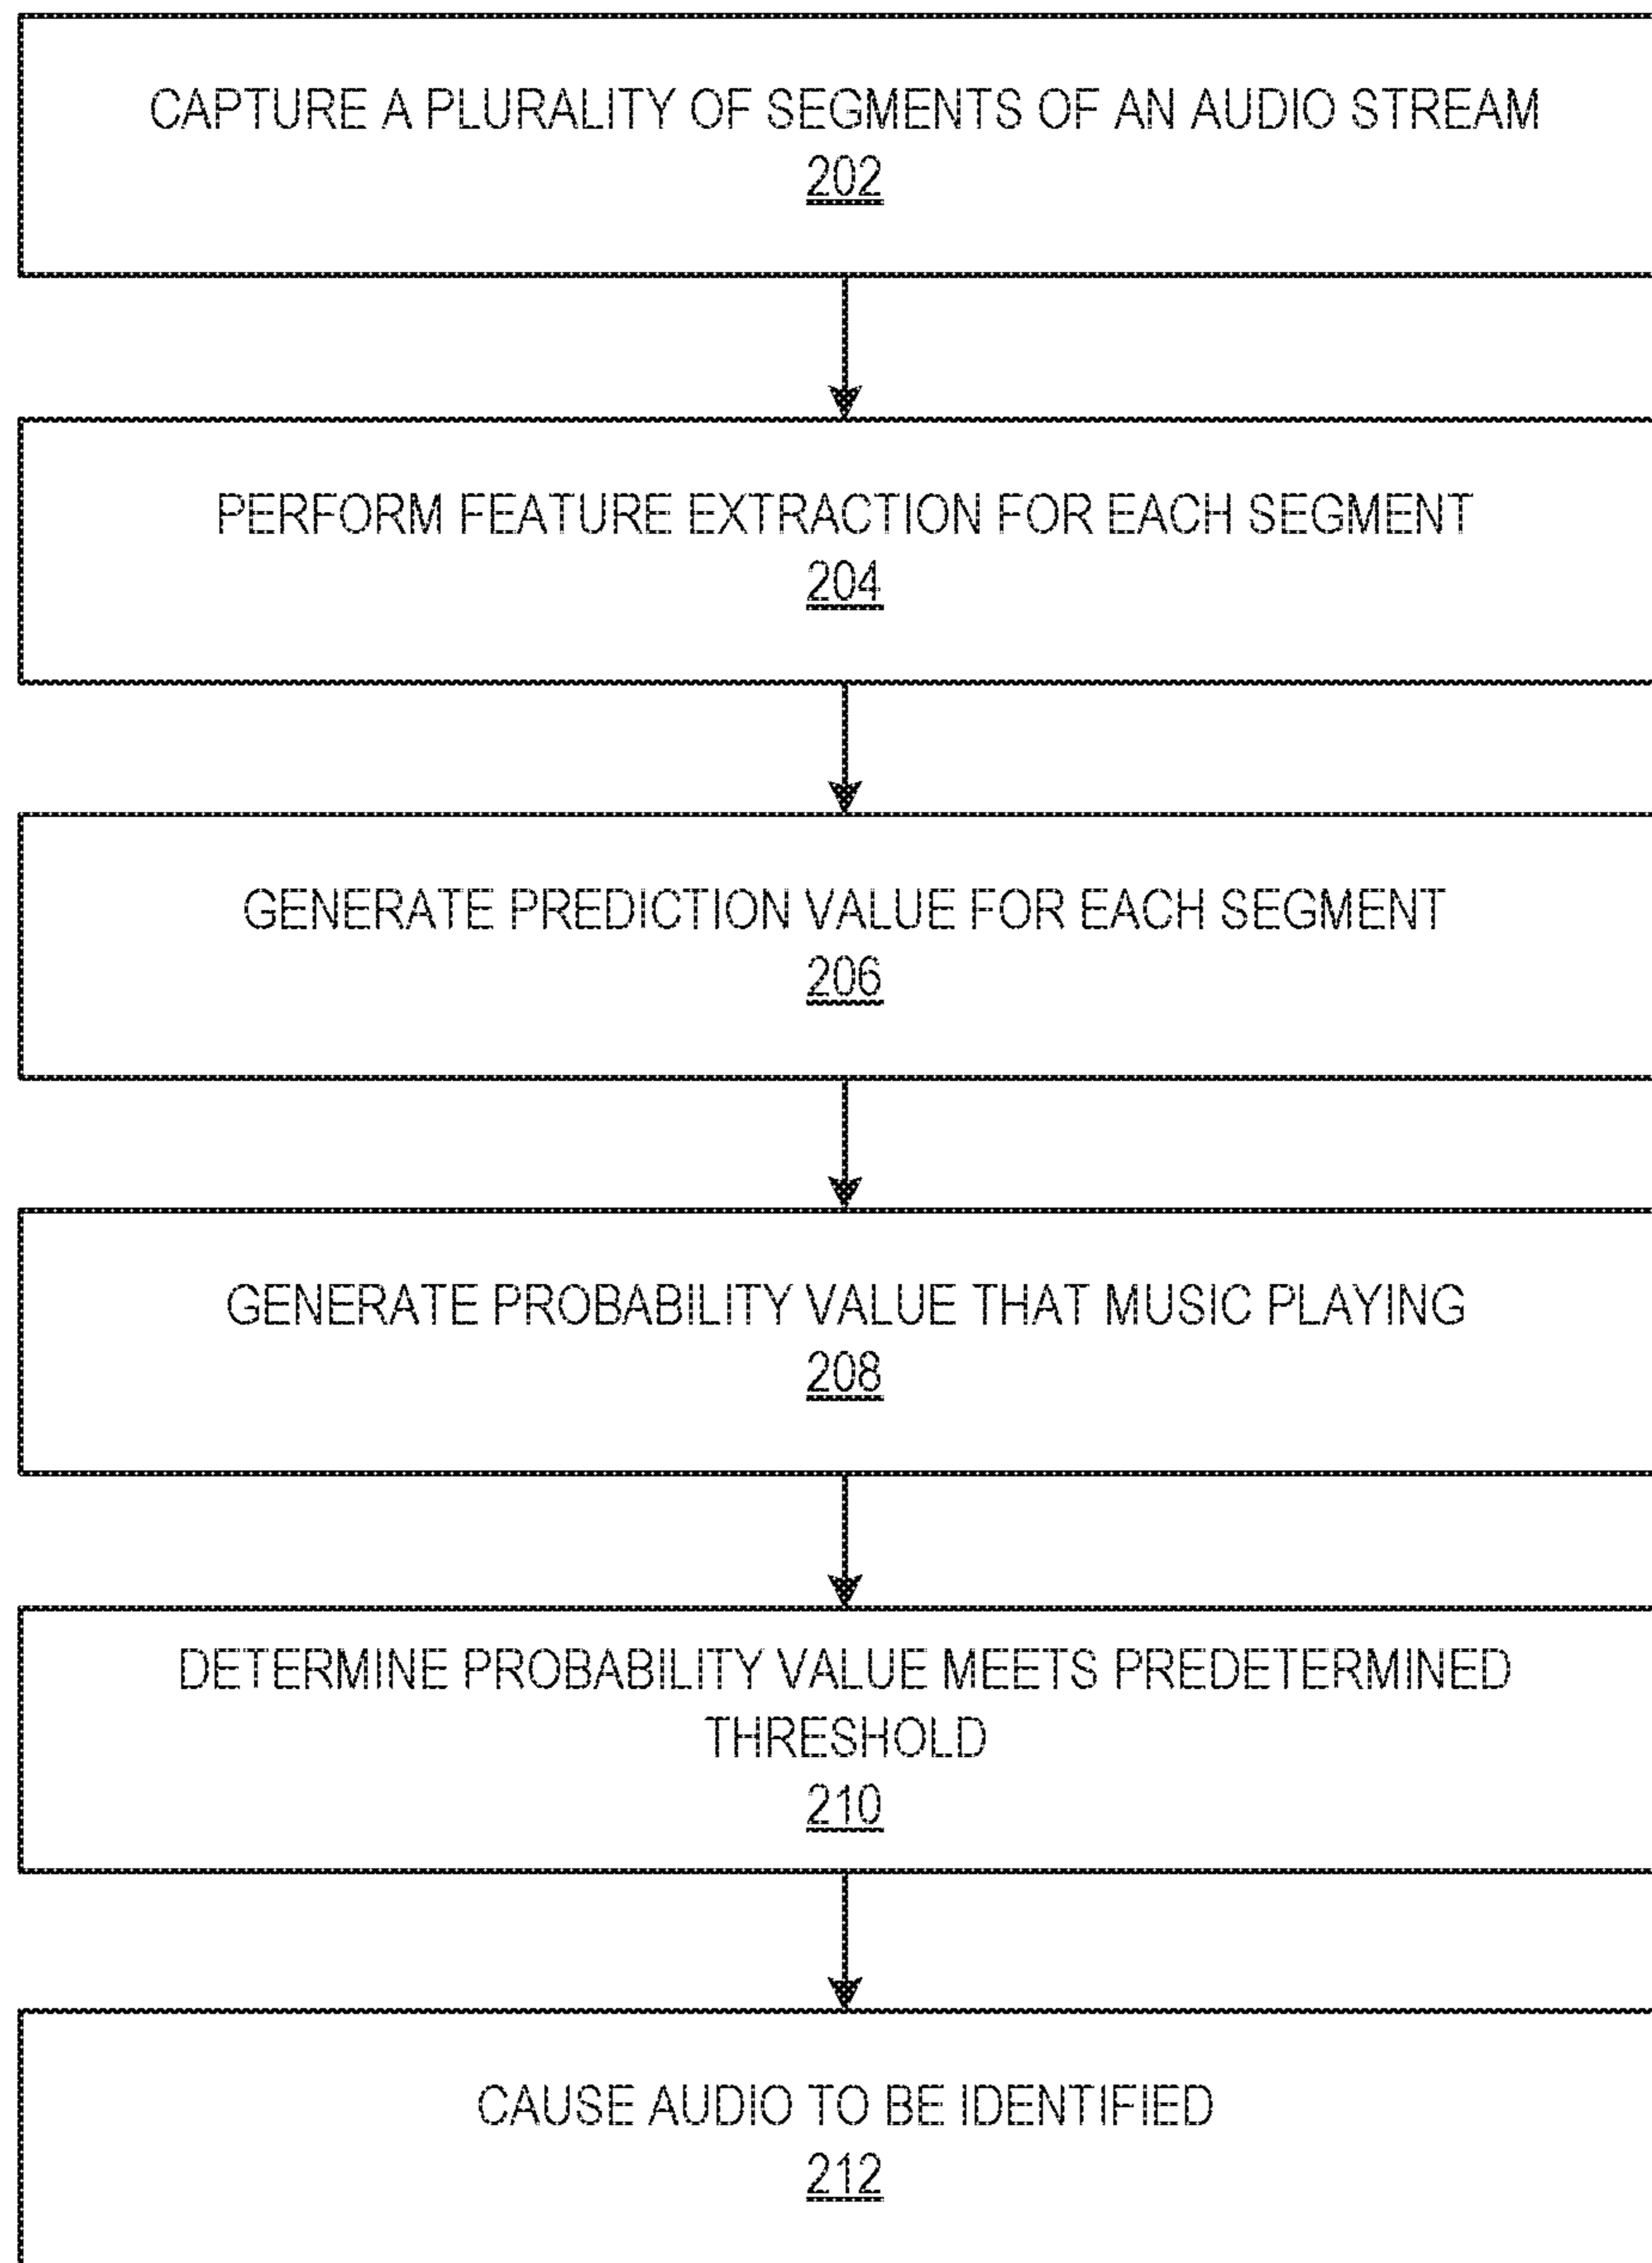 CAPTURE A PLURALITY OF SEGMENTS OF AN AUDIO STREAM
202
PERFORM FEATURE EXTRACTION FOR EACH SEGMENT
204
GENERATE PREDICTION VALUE FOR EACH SEGMENT
206
GENERATE PROBABILITY VALUE THAT MUSIC PLAYING
208
DETERMINE PROBABILITY VALUE MEETS PREDETERMINED
THRESHOLD
210
CAUSE AUDIO TO BE IDENTIFIED
212